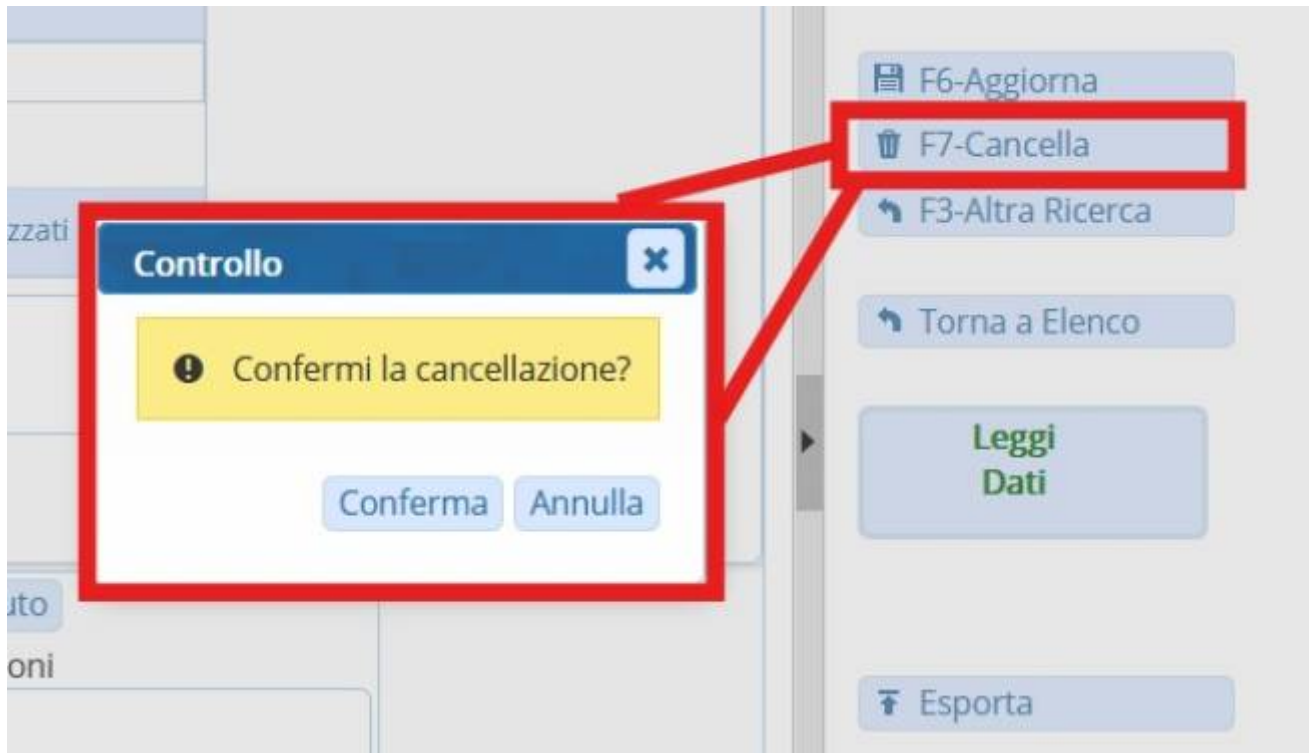 F6-Aggiorna
F7-Cancella
F3-Altra Ricerca
zzati
Controllo
Confermi la cancellazione?
Torna a Elenco
Leggi
Dati
Conferma Annulla
uto
oni
Esporta